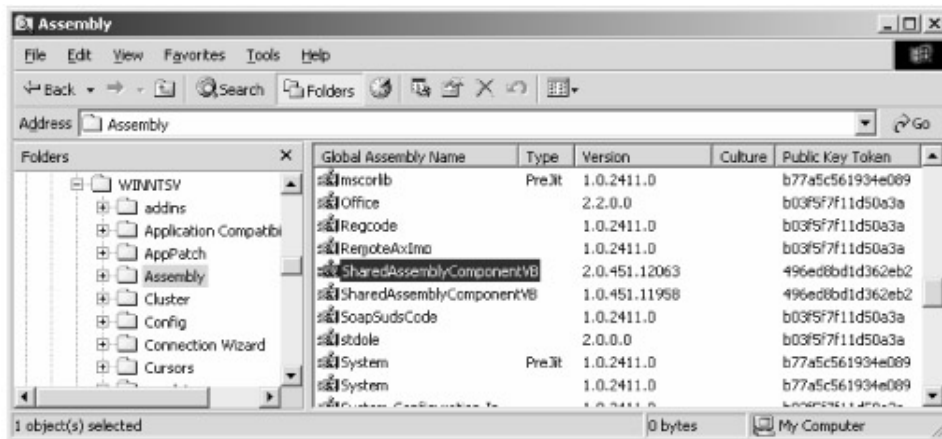 Assembly
File Edit View Favorites Tools Help
Back Search Folders
Address Assembly Go
Folders
Global Assembly Name Type Version Culture Public Key Token
WINNTSV
addins
Application Compatibi
AppPatch
Assembly
Cluster
Config
Connection Wizard
Cursors
mscorlib PreJit 1.0.2411.0 b77a5c561934e089
Office 2.2.0.0 b03f5f7f11d50a3a
Regcode 1.0.2411.0 b03f5f7f11d50a3a
RemoteAxImp 1.0.2411.0 b03f5f7f11d50a3a
SharedAssemblyComponentVB 2.0.451.12063 496ed8bd1d362eb2
SharedAssemblyComponentVB 1.0.451.11958 496ed8bd1d362eb2
SoapSudsCode 1.0.2411.0 b03f5f7f11d50a3a
stdole 2.0.0.0 b03f5f7f11d50a3a
System PreJit 1.0.2411.0 b77a5c561934e089
System 1.0.2411.0 b77a5c561934e089
1 object(s) selected 0 bytes My Computer